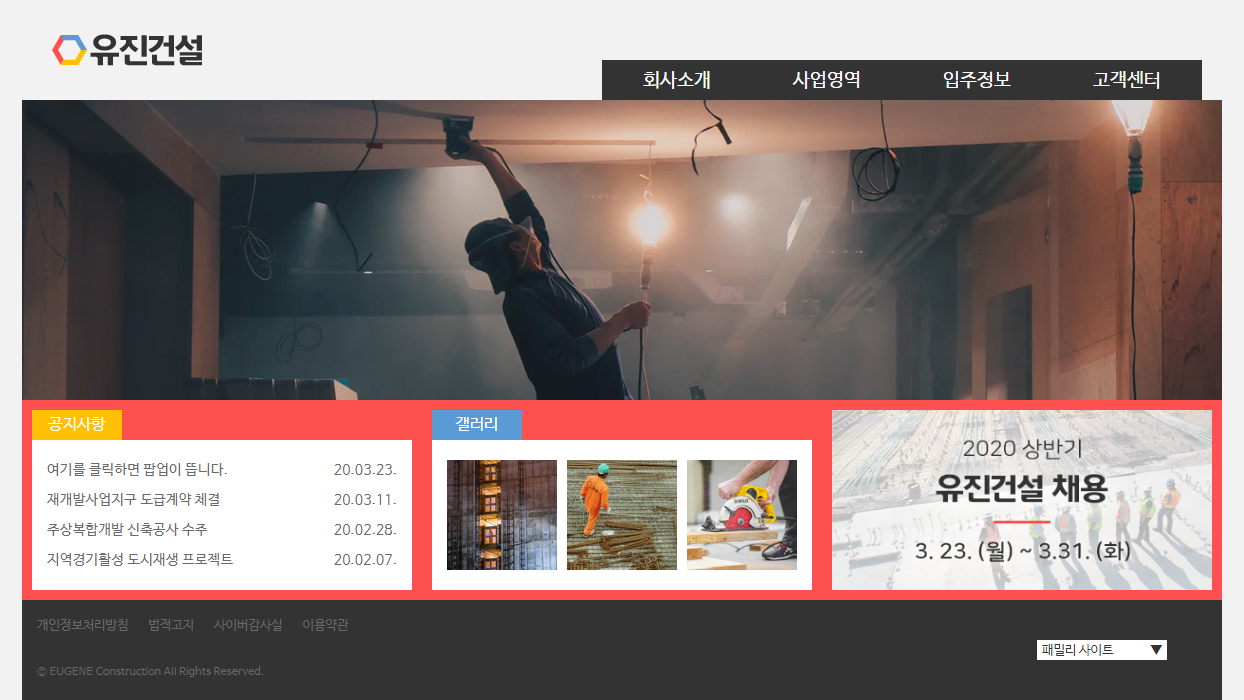 유진건설
회사소개 사업영역 입주정보 고객센터
공지사항
여기를 클릭하면 팝업이 뜹니다. 20.03.23.
재개발사업지구 도급계약 체결 20.03.11.
주상복합개발 신축공사 수주 20.02.28.
지역경기활성 도시재생 프로젝트 20.02.07.
갤러리
2020 상반기
유진건설 채용
3. 23. (월) ~ 3.31. (화)
개인정보처리방침 법적고지 사이버감사실 이용약관
© EUGENE Construction All Rights Reserved.
패밀리 사이트 ▼